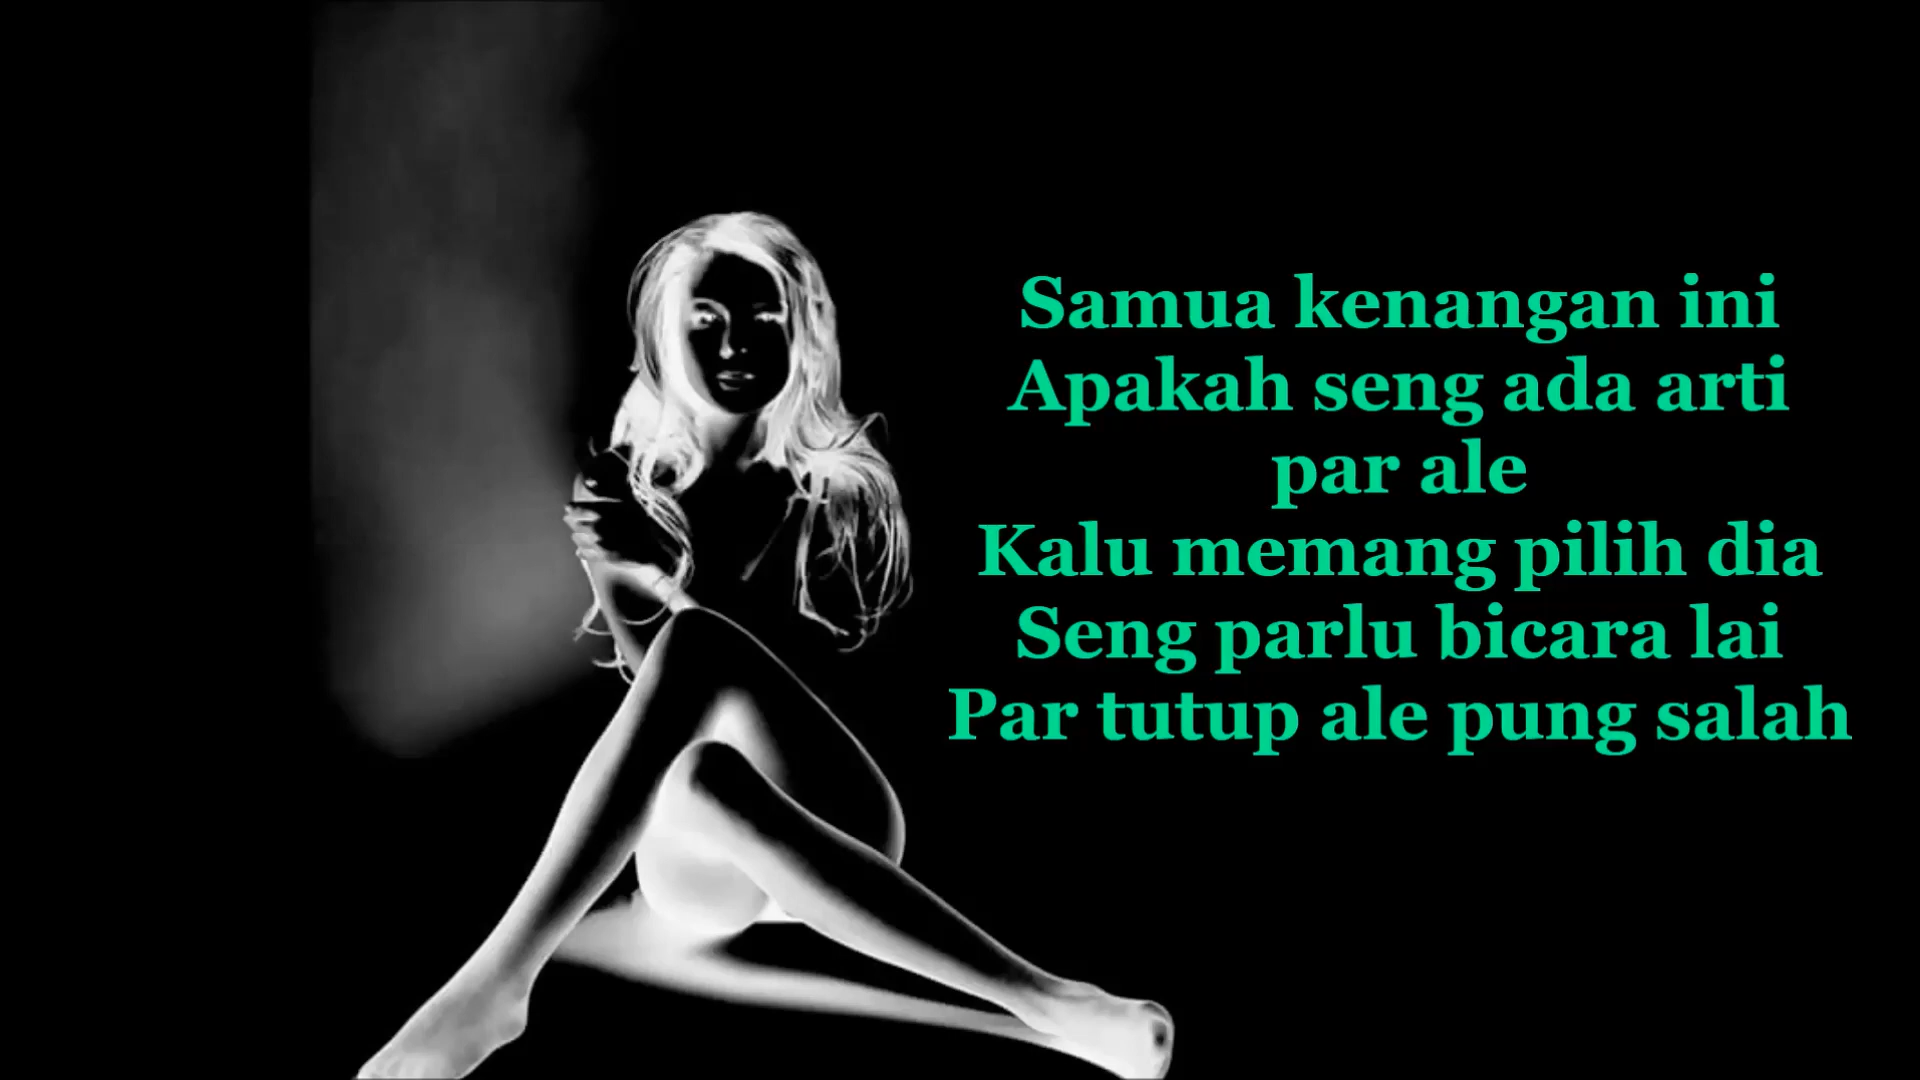 Samua kenangan ini
Apakah seng ada arti
par ale
Kalu memang pilih dia
Seng parlu bicara lai
Par tutup ale pung salah